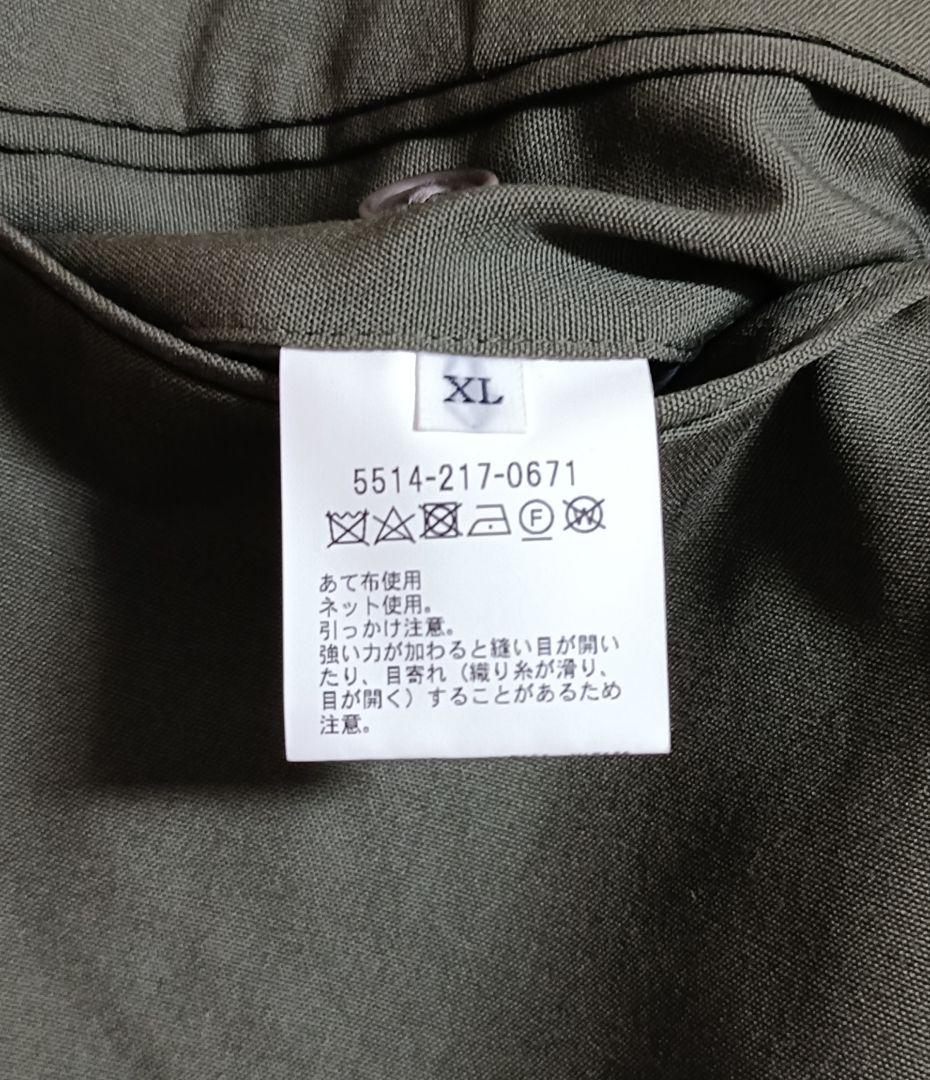 XL
5514-217-0671
F W
あて布使用
ネット使用。
引っかけ注意。
強い力が加わると縫い目が開い
たり、目寄れ（織り糸が滑り、
目が開く）することがあるため
注意。